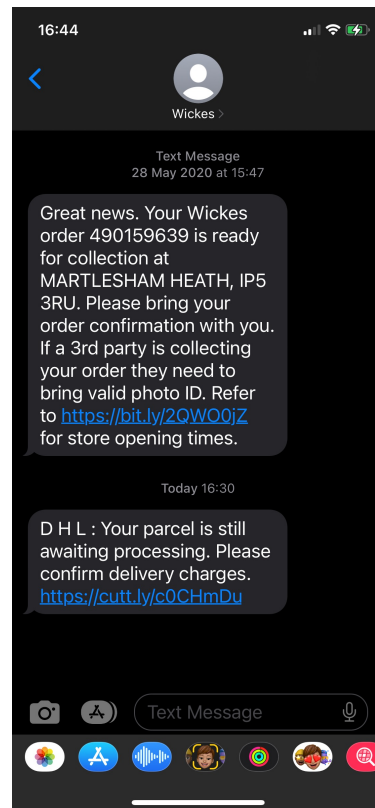 16:44
Wickes
Text Message
28 May 2020 at 15:47
Great news. Your Wickes
order 490159639 is ready
for collection at
MARTLESHAM HEATH, IP5
3RU. Please bring your
order confirmation with you.
If a 3rd party is collecting
your order they need to
bring valid photo ID. Refer
to https://bit.ly/2QWO0jZ
for store opening times.
Today 16:30
D H L : Your parcel is still
awaiting processing. Please
confirm delivery charges.
https://cutt.ly/c0CHmDu
Text Message